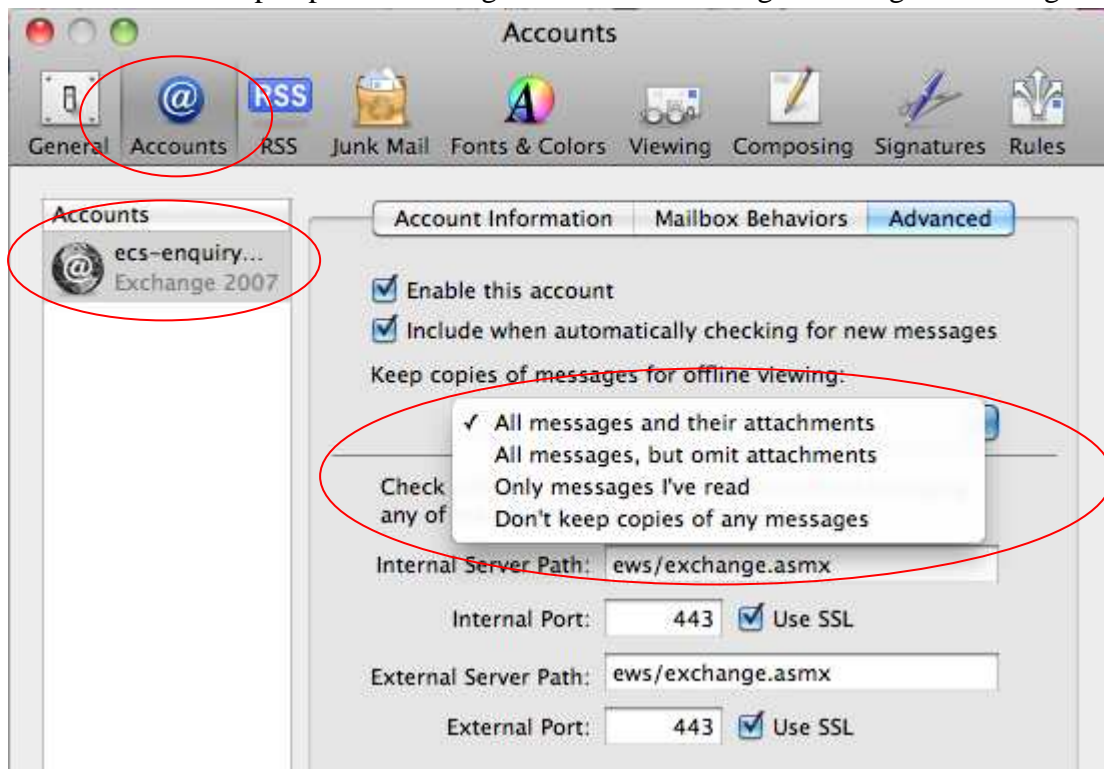 Accounts
RSS
General Accounts RSS Junk Mail Fonts & Colors Viewing Composing Signatures Rules
Accounts
ecs-enquiry...
Exchange 2007
Account Information Mailbox Behaviors Advanced
Enable this account
Include when automatically checking for new messages
Keep copies of messages for offline viewing:
✓ All messages and their attachments
All messages, but omit attachments
Only messages I've read
Don't keep copies of any messages
Check
any of
Internal Server Path: ews/exchange.asmx
Internal Port: 443 Use SSL
External Server Path: ews/exchange.asmx
External Port: 443 Use SSL